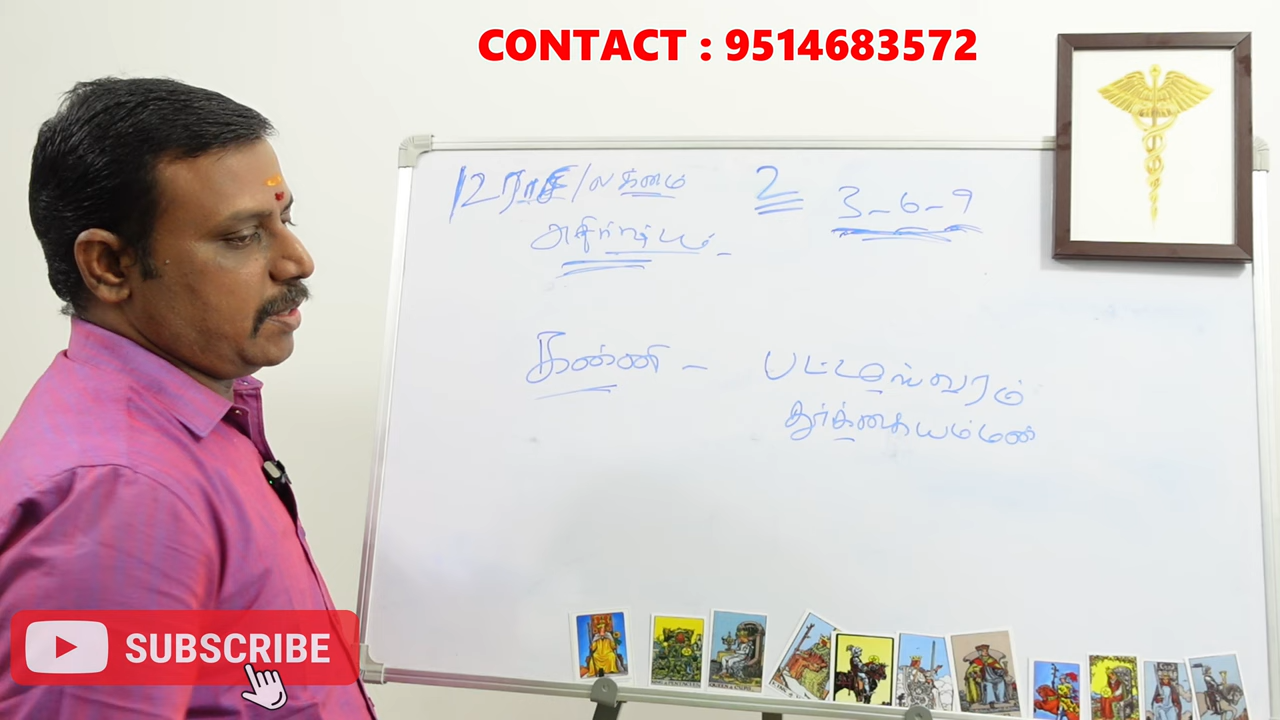 CONTACT : 9514683572
12 ராசி/லக்னம் 2 3-6-9
அதிர்ஷ்டம் -
கன்னி - பட்டீஸ்வரம்
துர்க்கையம்மன்
SUBSCRIBE